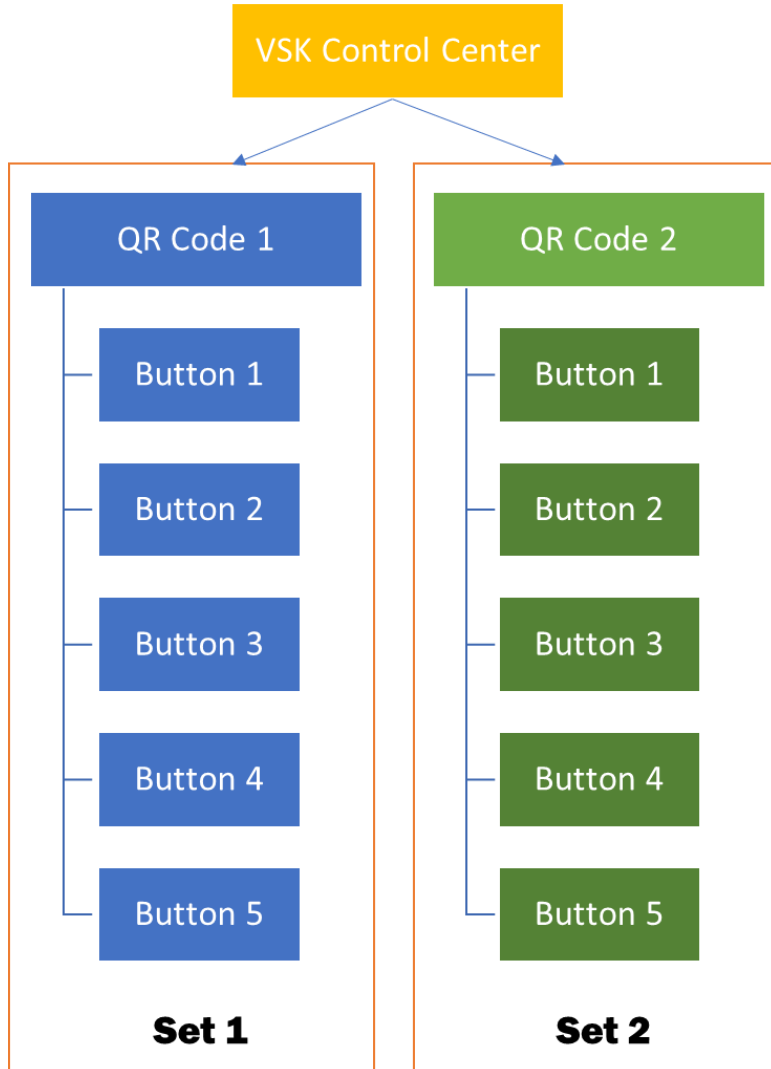 VSK Control Center
QR Code 1
Button 1
Button 2
Button 3
Button 4
Button 5
Set 1
QR Code 2
Button 1
Button 2
Button 3
Button 4
Button 5
Set 2